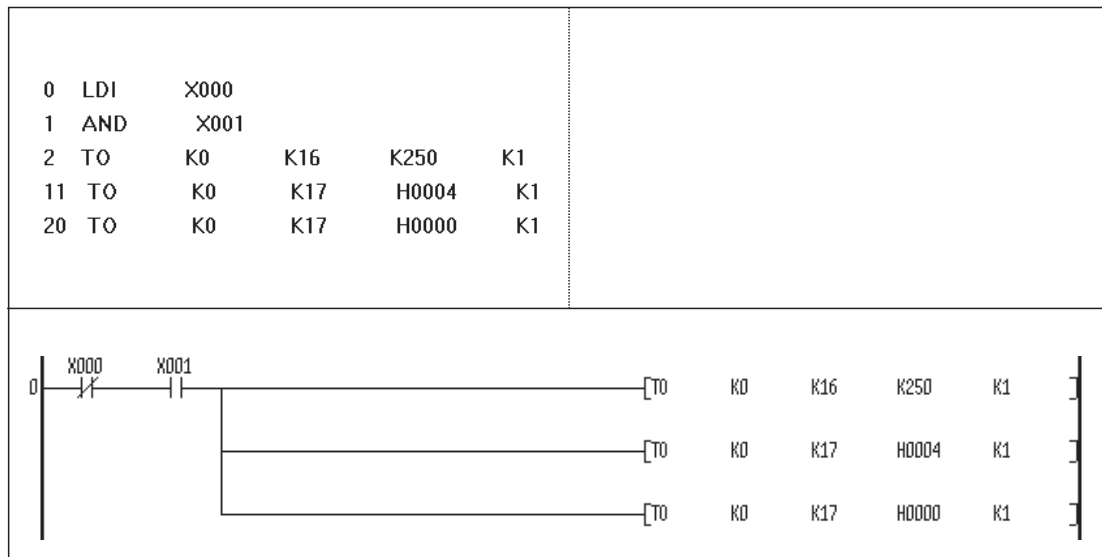 0 LDI X000
1 AND X001
2 TO K0 K16 K250 K1
11 TO K0 K17 H0004 K1
20 TO K0 K17 H0000 K1
X000 X001
0 [TO K0 K16 K250 K1 ]
[TO K0 K17 H0004 K1 ]
[TO K0 K17 H0000 K1 ]